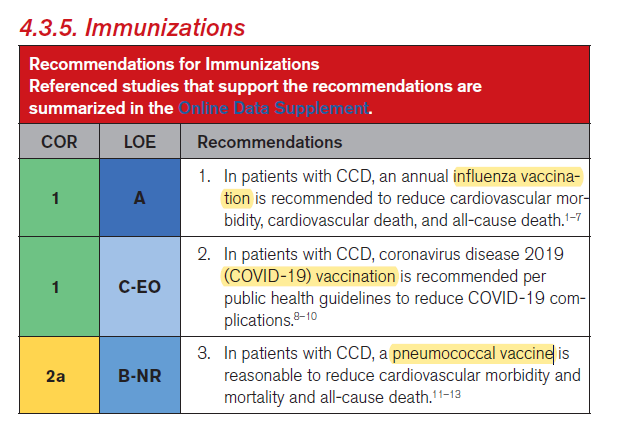 4.3.5. Immunizations
Recommendations for Immunizations
Referenced studies that support the recommendations are
summarized in the Online Data Supplement.
COR LOE Recommendations
1 A 1. In patients with CCD, an annual influenza vaccina-
tion is recommended to reduce cardiovascular mor-
bidity, cardiovascular death, and all-cause death.1–7
1 C-EO 2. In patients with CCD, coronavirus disease 2019
(COVID-19) vaccination is recommended per
public health guidelines to reduce COVID-19 com-
plications.8–10
2a B-NR 3. In patients with CCD, a pneumococcal vaccine is
reasonable to reduce cardiovascular morbidity and
mortality and all-cause death.11–13